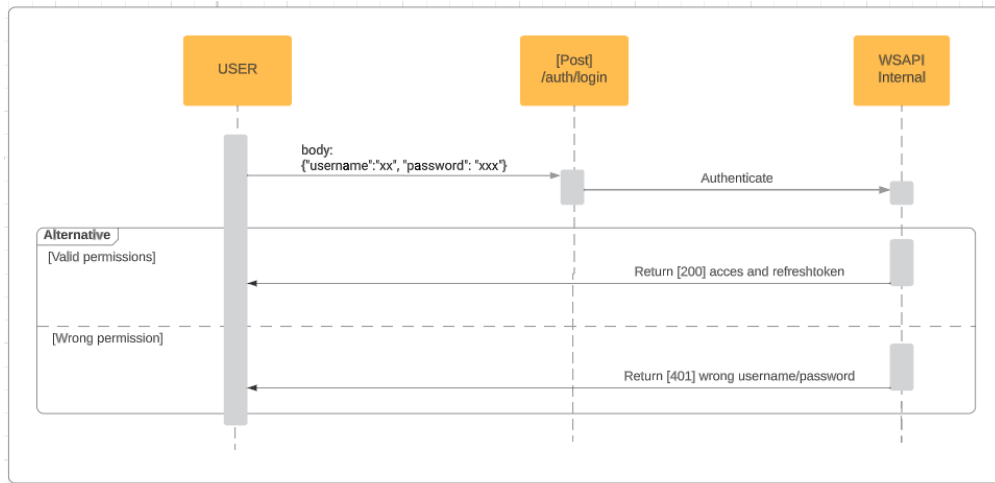 USER
[Post]
/auth/login
WSAPI
Internal
body:
{"username":"xx", "password": "xxx"}
Authenticate
Alternative
[Valid permissions]
Return [200] acces and refreshtoken
[Wrong permission]
Return [401] wrong username/password